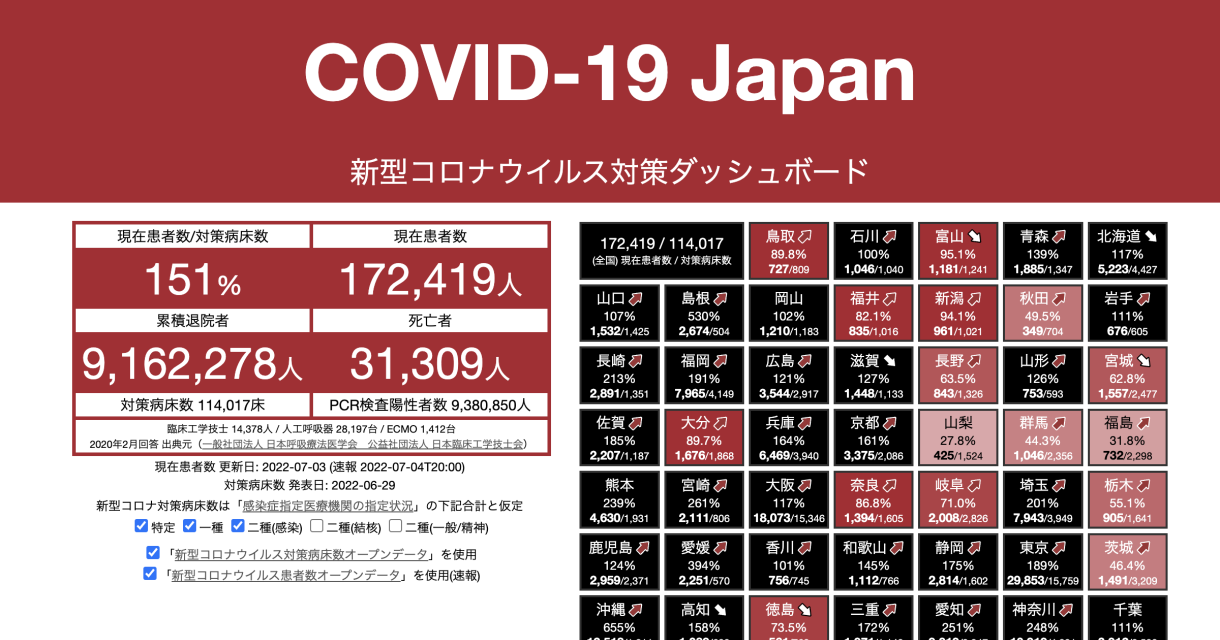 COVID-19 Japan
新型コロナウイルス対策ダッシュボード
現在患者数/対策病床数
現在患者数
151%
172,419人
累積退院者
死亡者
9,162,278人
31,309人
対策病床数 114,017床
PCR検査陽性者数 9,380,850人
臨床工学技士 14,378人 / 人工呼吸器 28,197台 / ECMO 1,412台
2020年2月回答 出典元（一般社団法人 日本呼吸療法医学会　公益社団法人 日本臨床工学技士会）
現在患者数 更新日: 2022-07-03 (速報 2022-07-04T20:00)
対策病床数 発表日: 2022-06-29
新型コロナ対策病床数は「感染症指定医療機関の指定状況」の下記合計と仮定
特定 一種 二種(感染) 二種(結核) 二種(一般/精神)
「新型コロナウイルス対策病床数オープンデータ」を使用
「新型コロナウイルス患者数オープンデータ」を使用(速報)
172,419 / 114,017
(全国) 現在患者数 / 対策病床数
鳥取
89.8%
727/809
石川
100%
1,046/1,040
富山
95.1%
1,181/1,241
青森
139%
1,885/1,347
北海道
117%
5,223/4,427
山口
107%
1,532/1,425
島根
530%
2,674/504
岡山
102%
1,210/1,183
福井
82.1%
835/1,016
新潟
94.1%
961/1,021
秋田
49.5%
349/704
岩手
111%
676/605
長崎
213%
2,891/1,351
福岡
191%
7,965/4,149
広島
121%
3,544/2,917
滋賀
127%
1,448/1,133
長野
63.5%
843/1,326
山形
126%
753/593
宮城
62.8%
1,557/2,477
佐賀
185%
2,207/1,187
大分
89.7%
1,676/1,868
兵庫
164%
6,469/3,940
京都
161%
3,375/2,086
山梨
27.8%
425/1,524
群馬
44.3%
1,046/2,356
福島
31.8%
732/2,298
熊本
239%
4,630/1,931
宮崎
261%
2,111/806
大阪
117%
18,073/15,346
奈良
86.8%
1,394/1,605
岐阜
71.0%
2,008/2,826
埼玉
201%
7,943/3,949
栃木
55.1%
905/1,641
鹿児島
124%
2,959/2,371
愛媛
394%
2,251/570
香川
101%
756/745
和歌山
145%
1,112/766
静岡
175%
2,814/1,602
東京
189%
29,853/15,759
茨城
46.4%
1,491/3,209
沖縄
655%
高知
158%
徳島
73.5%
三重
172%
愛知
251%
神奈川
248%
千葉
111%